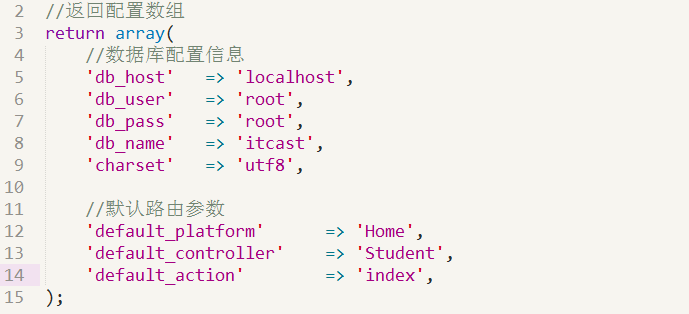 2 //返回配置数组
3 return array(
4     //数据库配置信息
5     'db_host'   => 'localhost',
6     'db_user'   => 'root',
7     'db_pass'   => 'root',
8     'db_name'   => 'itcast',
9     'charset'   => 'utf8',
10
11     //默认路由参数
12     'default_platform'      => 'Home',
13     'default_controller'    => 'Student',
14     'default_action'        => 'index',
15 );